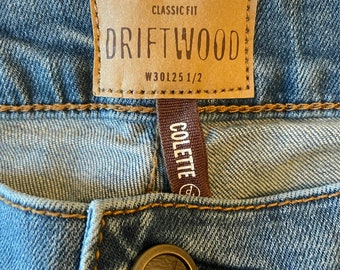 CLASSIC FIT
DRIFTWOOD
W30L25 1/2
COLETTE